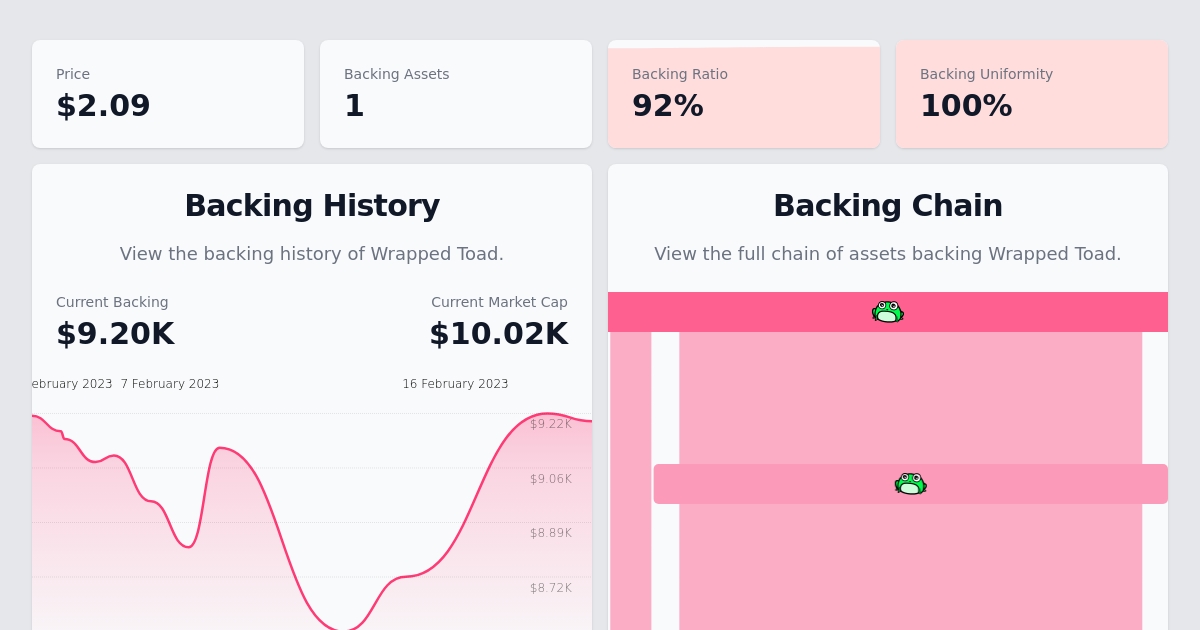 Price
$2.09
Backing Assets
1
Backing Ratio
92%
Backing Uniformity
100%
Backing History
View the backing history of Wrapped Toad.
Current Backing
$9.20K
Current Market Cap
$10.02K
ebruary 2023
7 February 2023
16 February 2023
$9.22K
$9.06K
$8.89K
$8.72K
Backing Chain
View the full chain of assets backing Wrapped Toad.